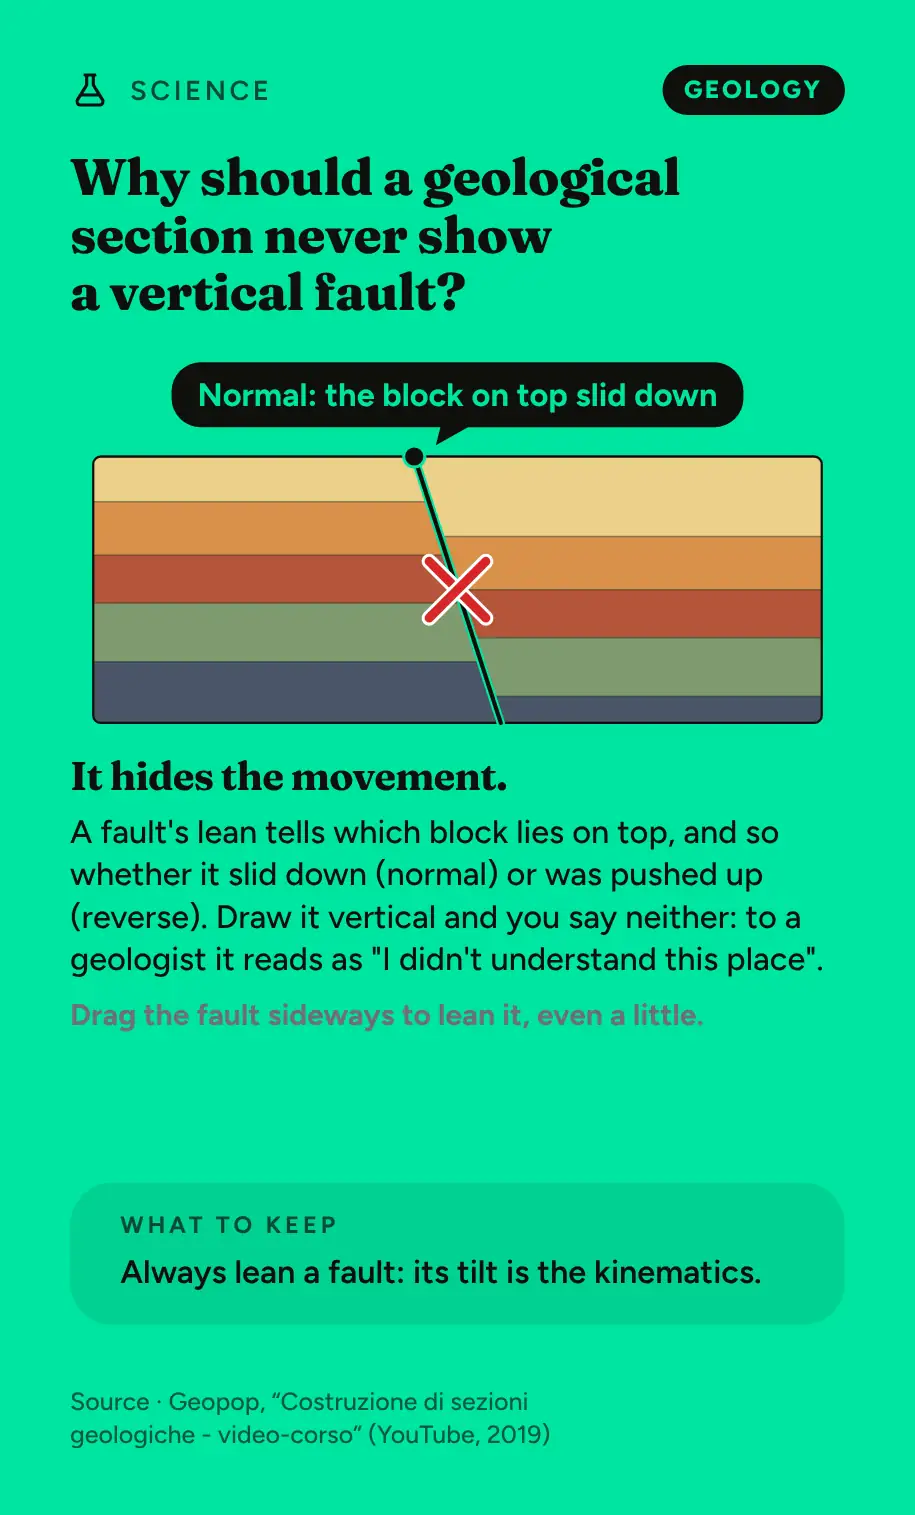 SCIENCE
GEOLOGY
Why should a geological
section never show
a vertical fault?
Normal: the block on top slid down
It hides the movement.
A fault's lean tells which block lies on top, and so
whether it slid down (normal) or was pushed up
(reverse). Draw it vertical and you say neither: to a
geologist it reads as "I didn't understand this place".
Drag the fault sideways to lean it, even a little.
WHAT TO KEEP
Always lean a fault: its tilt is the kinematics.
Source · Geopop, “Costruzione di sezioni
geologiche - video-corso” (YouTube, 2019)